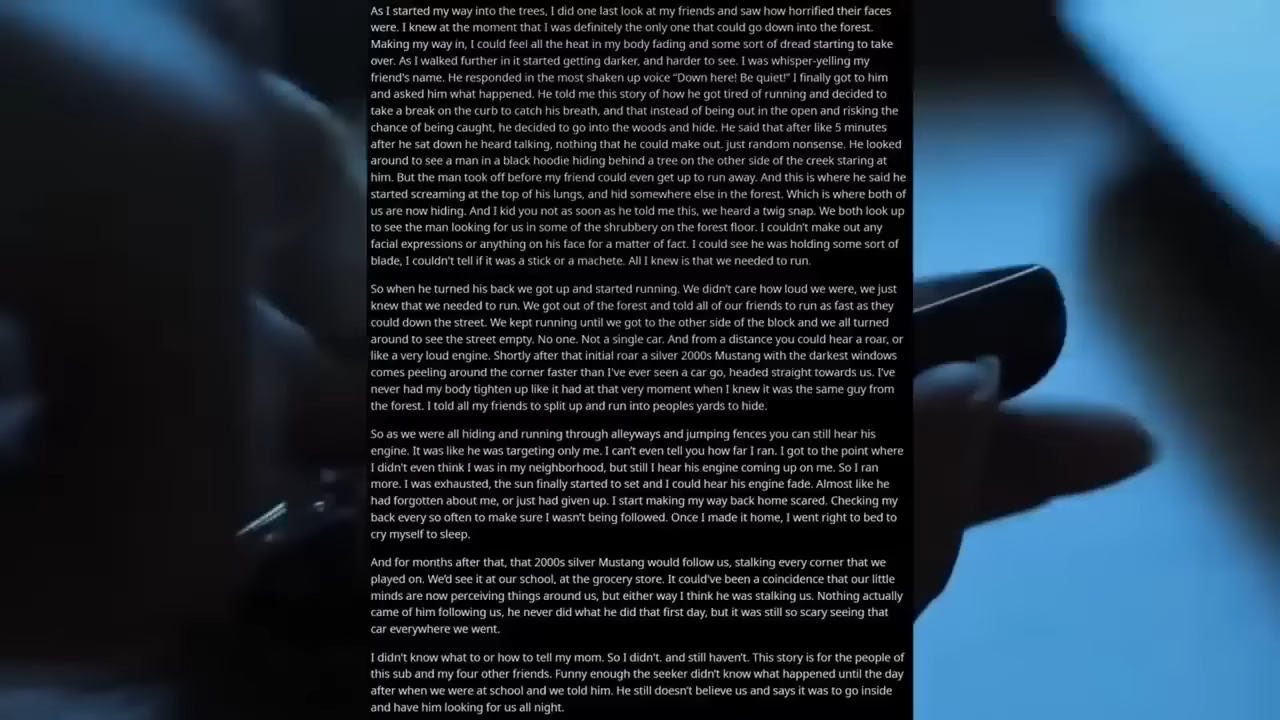 As I started my way into the trees, I did one last look at my friends and saw how horrified their faces
were. I knew at the moment that I was definitely the only one that could go down into the forest.
Making my way in, I could feel all the heat in my body fading and some sort of dread starting to take
over. As I walked further in it started getting darker, and harder to see. I was whisper-yelling my
friend's name. He responded in the most shaken up voice “Down here! Be quiet!” I finally got to him
and asked him what happened. He told me this story of how he got tired of running and decided to
take a break on the curb to catch his breath, and that instead of being out in the open and risking the
chance of being caught, he decided to go into the woods and hide. He said that after like 5 minutes
after he sat down he heard talking, nothing that he could make out. just random nonsense. He looked
around to see a man in a black hoodie hiding behind a tree on the other side of the creek staring at
him. But the man took off before my friend could even get up to run away. And this is where he said he
started screaming at the top of his lungs, and hid somewhere else in the forest. Which is where both of
us are now hiding. And I kid you not as soon as he told me this, we heard a twig snap. We both look up
to see the man looking for us in some of the shrubbery on the forest floor. I couldn’t make out any
facial expressions or anything on his face for a matter of fact. I could see he was holding some sort of
blade, I couldn't tell if it was a stick or a machete. All I knew is that we needed to run.
So when he turned his back we got up and started running. We didn’t care how loud we were, we just
knew that we needed to run. We got out of the forest and told all of our friends to run as fast as they
could down the street. We kept running until we got to the other side of the block and we all turned
around to see the street empty. No one. Not a single car. And from a distance you could hear a roar, or
like a very loud engine. Shortly after that initial roar a silver 2000s Mustang with the darkest windows
comes peeling around the corner faster than I’ve ever seen a car go, headed straight towards us. I’ve
never had my body tighten up like it had at that very moment when I knew it was the same guy from
the forest. I told all my friends to split up and run into peoples yards to hide.
So as we were all hiding and running through alleyways and jumping fences you can still hear his
engine. It was like he was targeting only me. I can’t even tell you how far I ran. I got to the point where
I didn't even think I was in my neighborhood, but still I hear his engine coming up on me. So I ran
more. I was exhausted, the sun finally started to set and I could hear his engine fade. Almost like he
had forgotten about me, or just had given up. I start making my way back home scared. Checking my
back every so often to make sure I wasn’t being followed. Once I made it home, I went right to bed to
cry myself to sleep.
And for months after that, that 2000s silver Mustang would follow us, stalking every corner that we
played on. We’d see it at our school, at the grocery store. It could've been a coincidence that our little
minds are now perceiving things around us, but either way I think he was stalking us. Nothing actually
came of him following us, he never did what he did that first day, but it was still so scary seeing that
car everywhere we went.
I didn't know what to or how to tell my mom. So I didn't. and still haven’t. This story is for the people of
this sub and my four other friends. Funny enough the seeker didn’t know what happened until the day
after when we were at school and we told him. He still doesn’t believe us and says it was to go inside
and have him looking for us all night.